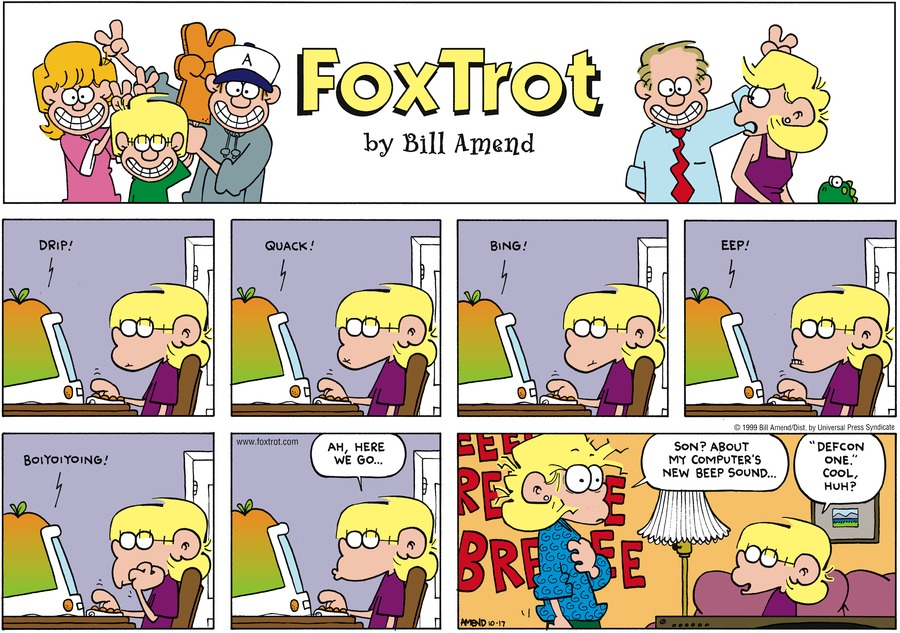 A
FoxTrot
by Bill Amend
DRIP!
QUACK!
BING!
EEP!
© 1999 Bill Amend/Dist. by Universal Press Syndicate
BOIYOIYOING!
www.foxtrot.com
AH, HERE
WE GO...
SON? ABOUT
MY COMPUTER'S
NEW BEEP SOUND...
"DEFCON
ONE."
COOL,
HUH?
AMEND 10-17